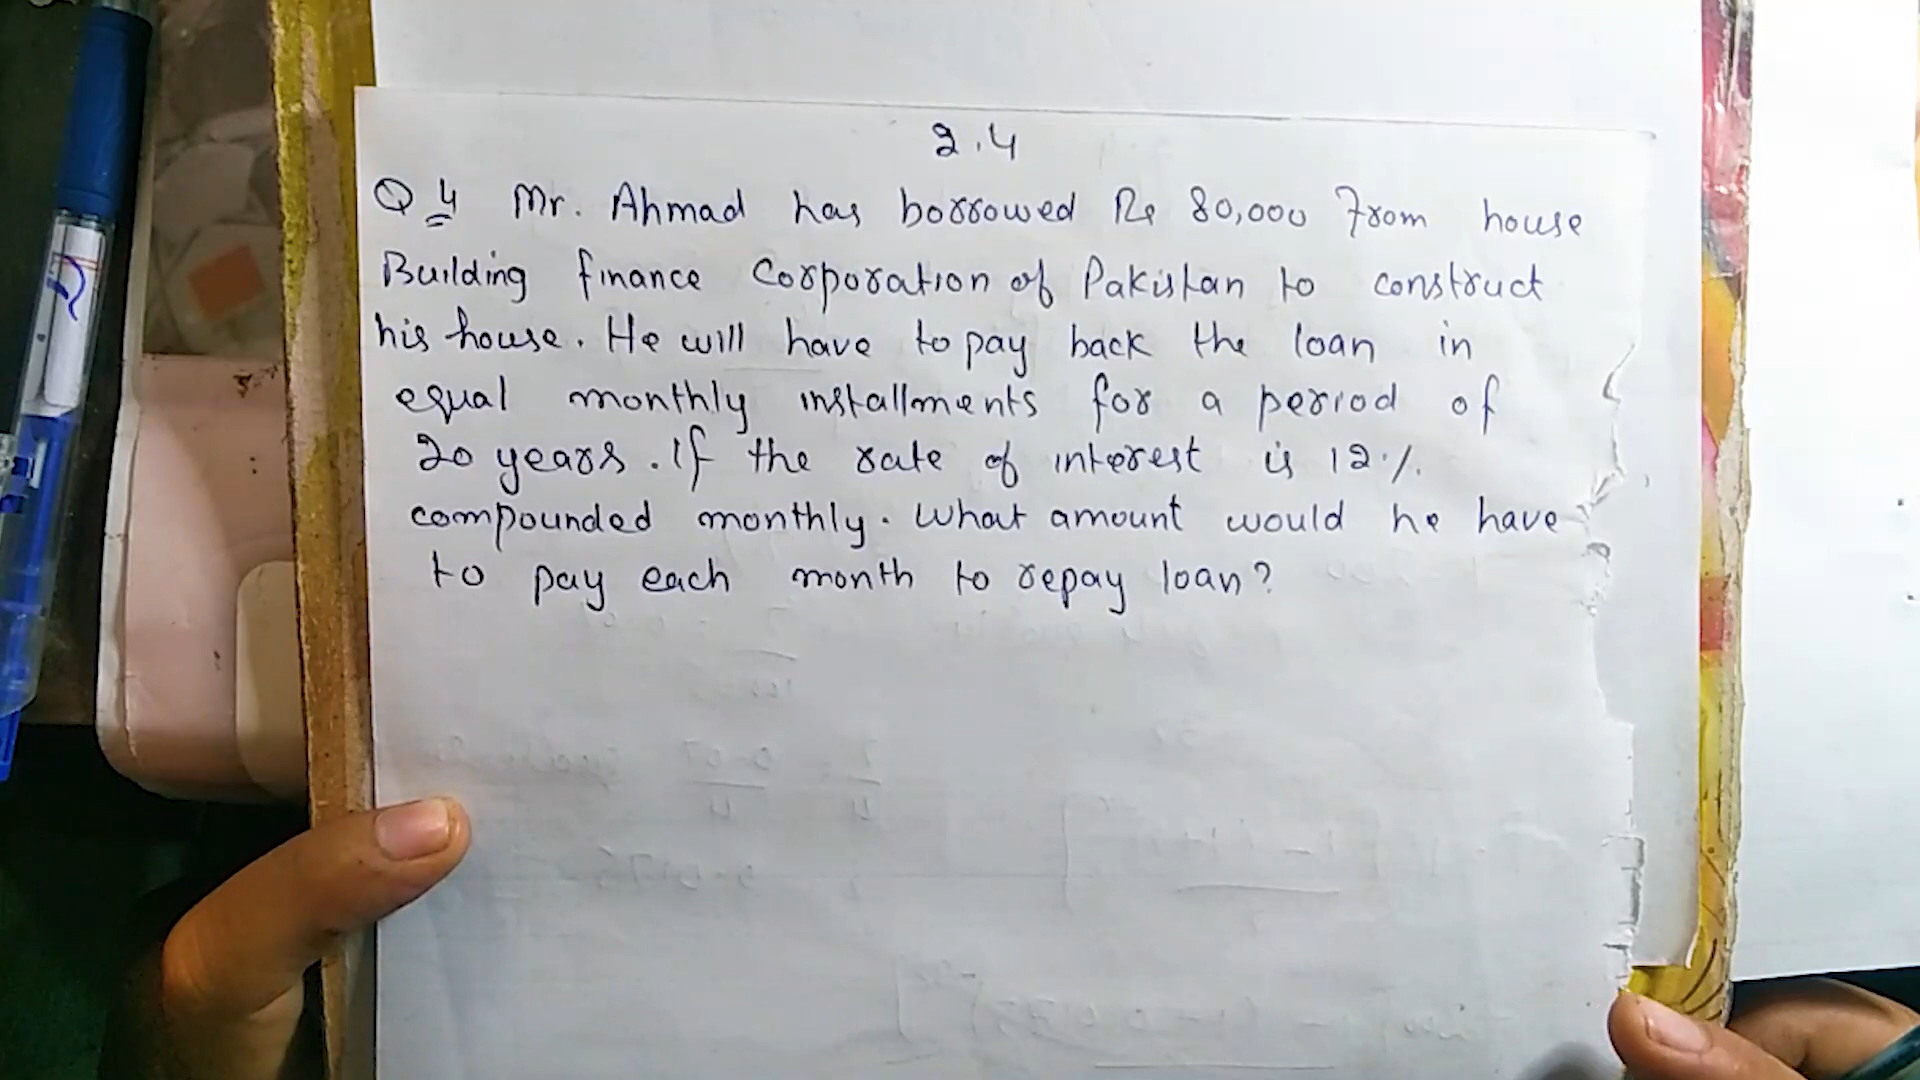 2.4
Q 4 Mr. Ahmad has borrowed Rs 80,000 from house
Building finance Corporation of Pakistan to construct
his house. He will have to pay back the loan in
equal monthly installments for a period of
20 years. If the rate of interest is 12%
compounded monthly. What amount would he have
to pay each month to repay loan?